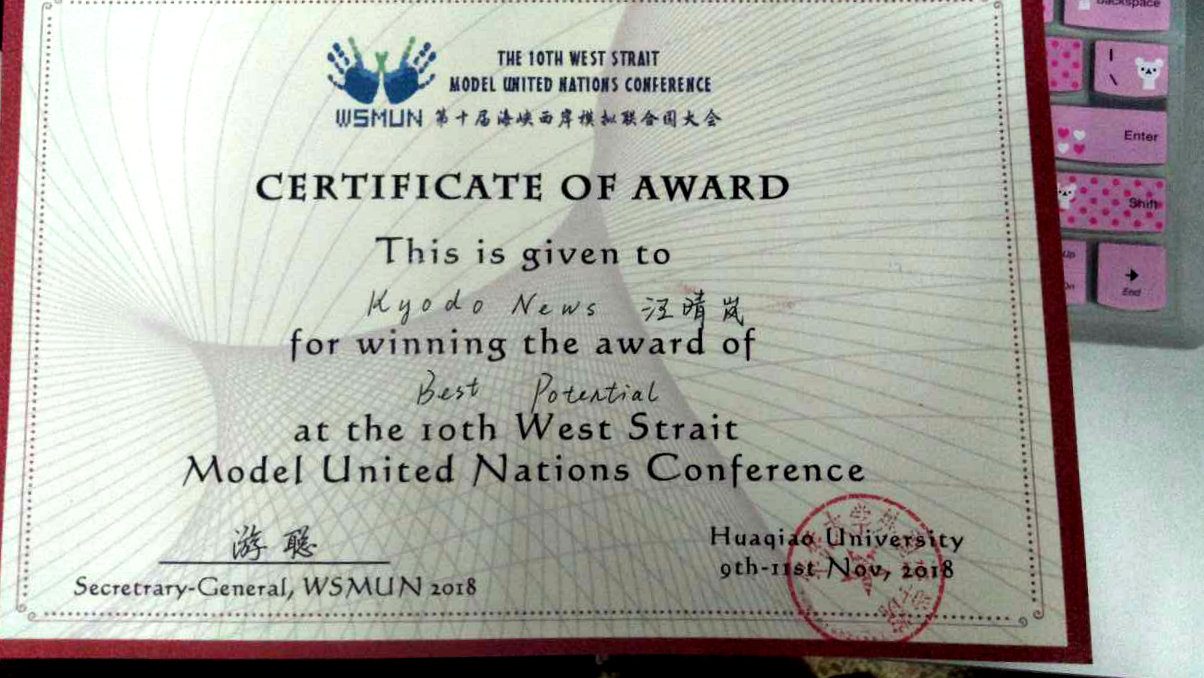 THE 10TH WEST STRAIT
MODEL UNITED NATIONS CONFERENCE
WSMUN 第十届海峡西岸模拟联合国大会
CERTIFICATE OF AWARD
This is given to
Kyodo News 汪晴岚
for winning the award of
Best Potential
at the 10th West Strait
Model United Nations Conference
游聪
Secretrary-General, WSMUN 2018
Huaqiao University
9th-11st Nov, 2018
Backspace
|
\
Enter
Shift
Up
On
→
End